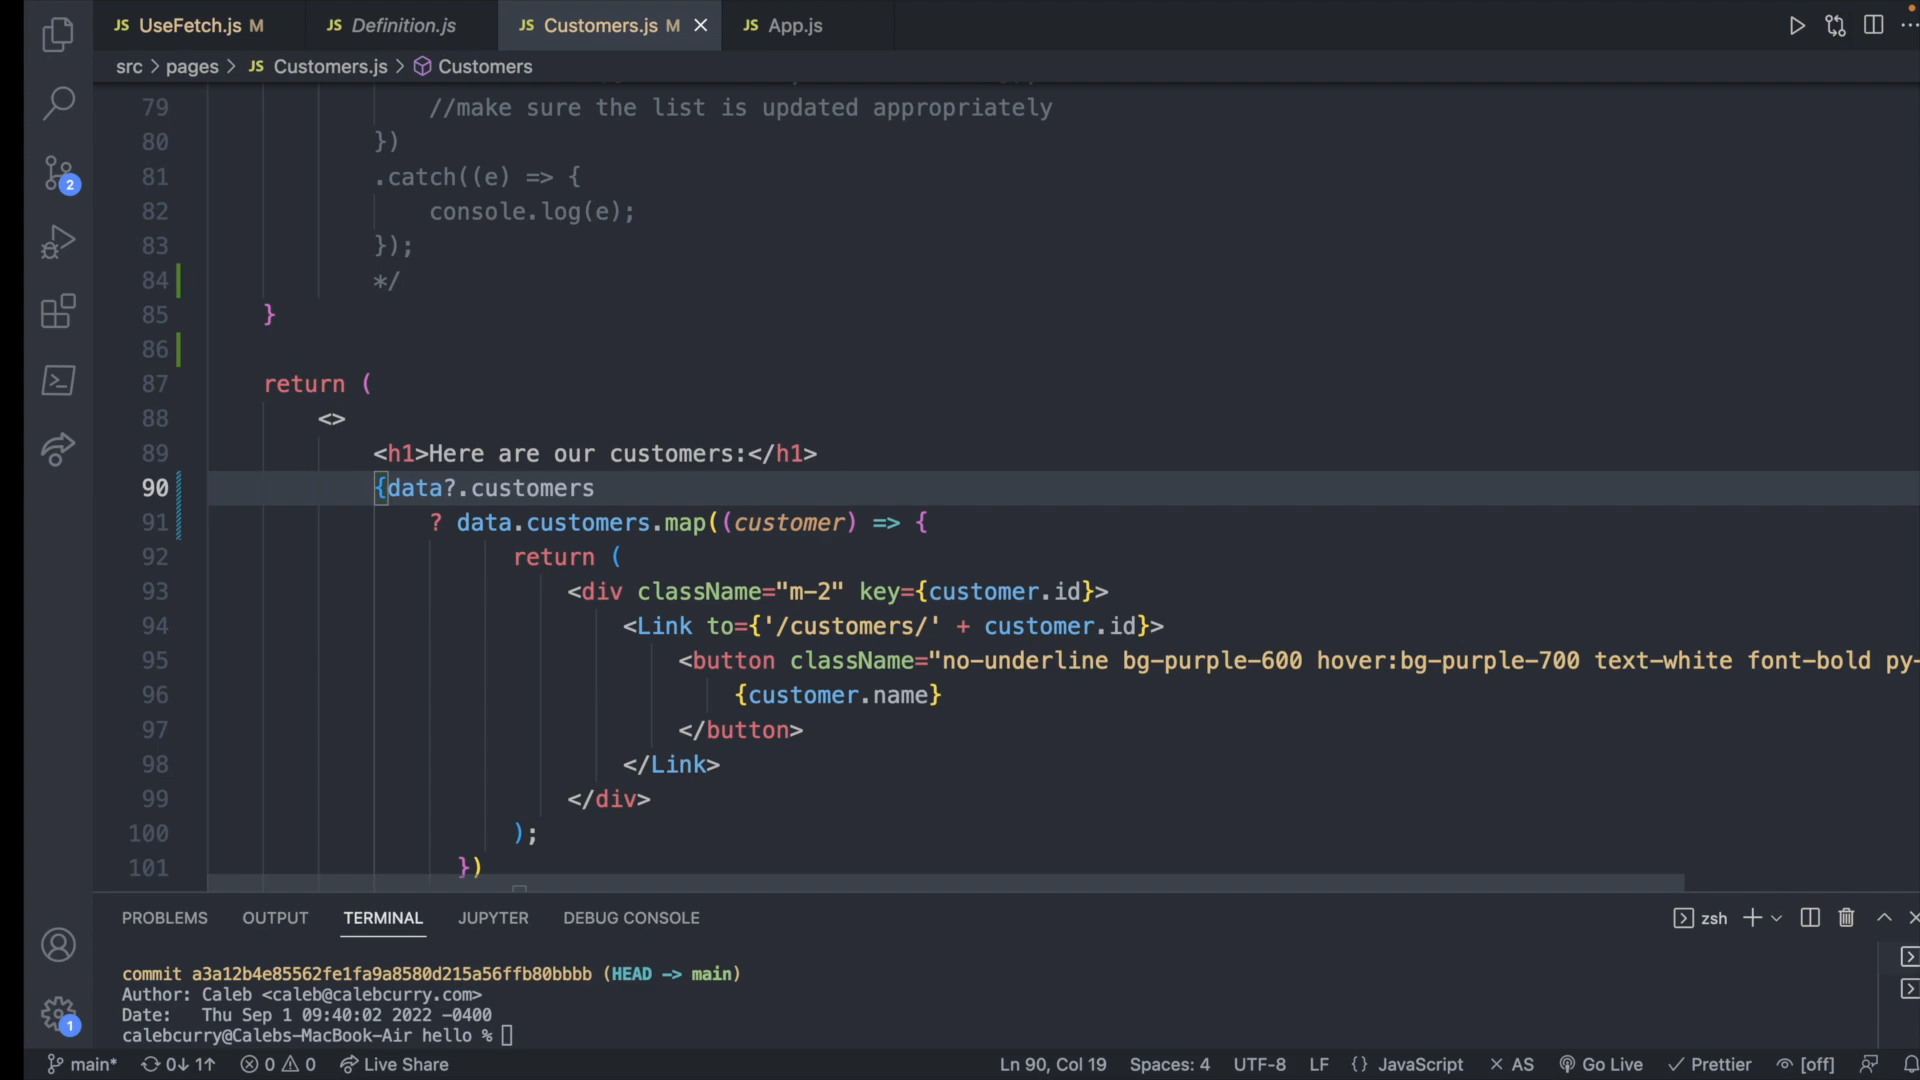 JS UseFetch.js M JS Definition.js JS Customers.js M JS App.js
src > pages > JS Customers.js > Customers
79 //make sure the list is updated appropriately
80 })
81 .catch((e) => {
82 console.log(e);
83 });
84 */
85 }
86
87 return (
88 <>
89 <h1>Here are our customers:</h1>
90 {data?.customers
91 ? data.customers.map((customer) => {
92 return (
93 <div className="m-2" key={customer.id}>
94 <Link to={'/customers/' + customer.id}>
95 <button className="no-underline bg-purple-600 hover:bg-purple-700 text-white font-bold py-
96 {customer.name}
97 </button>
98 </Link>
99 </div>
100 );
101 })
2
1
PROBLEMS OUTPUT TERMINAL JUPYTER DEBUG CONSOLE zsh
commit a3a12b4e85562fe1fa9a8580d215a56ffb80bbbb (HEAD -> main)
Author: Caleb <caleb@calebcurry.com>
Date: Thu Sep 1 09:40:02 2022 -0400
calebcurry@Calebs-MacBook-Air hello %
main* 0↓ 1↑ 0 0 Live Share Ln 90, Col 19 Spaces: 4 UTF-8 LF {} JavaScript AS Go Live Prettier [off]